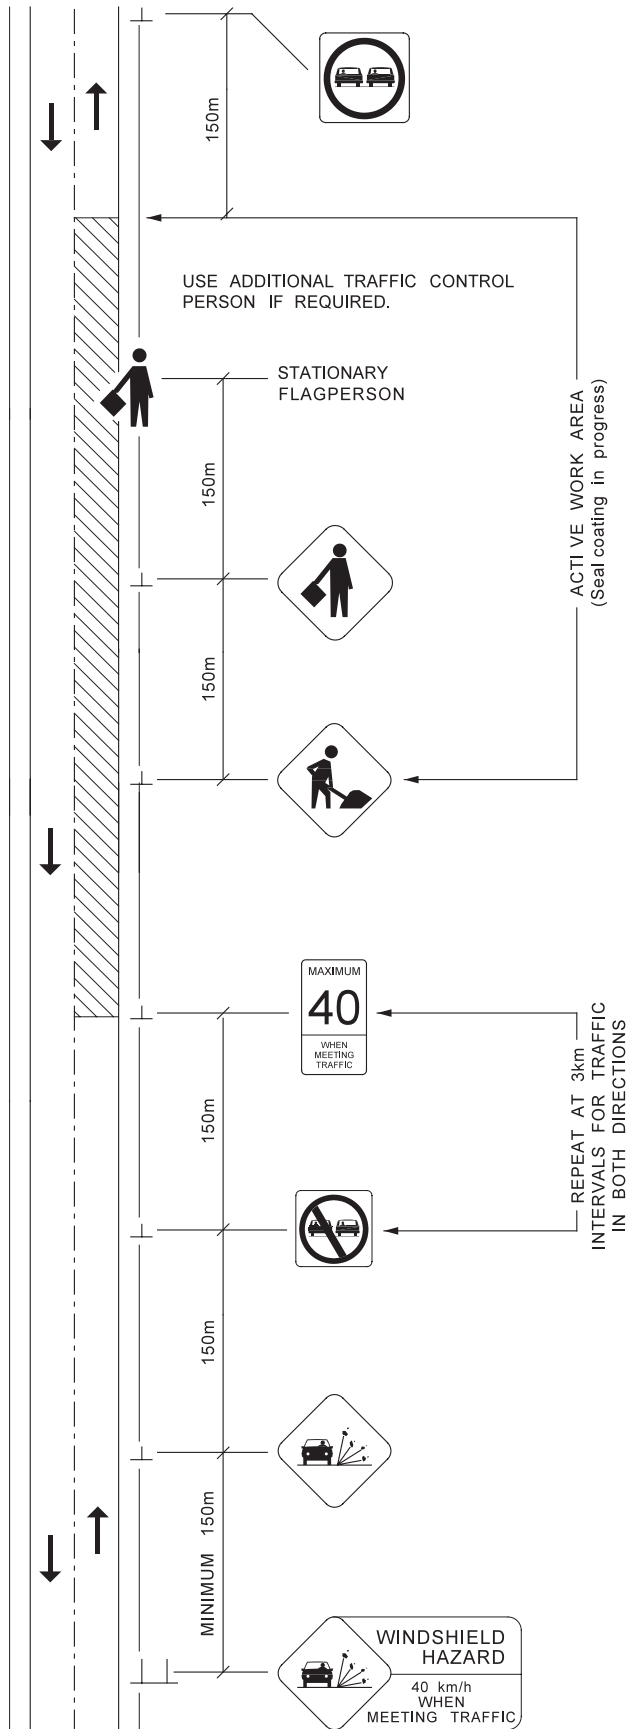 150m
USE ADDITIONAL TRAFFIC CONTROL
PERSON IF REQUIRED.
STATIONARY
FLAGPERSON
150m
ACTIVE WORK AREA
(Seal coating in progress)
150m
MAXIMUM
40
WHEN
MEETING
TRAFFIC
150m
REPEAT AT 3km
INTERVALS FOR TRAFFIC
IN BOTH DIRECTIONS
150m
MINIMUM 150m
WINDSHIELD
HAZARD
40 km/h
WHEN
MEETING TRAFFIC